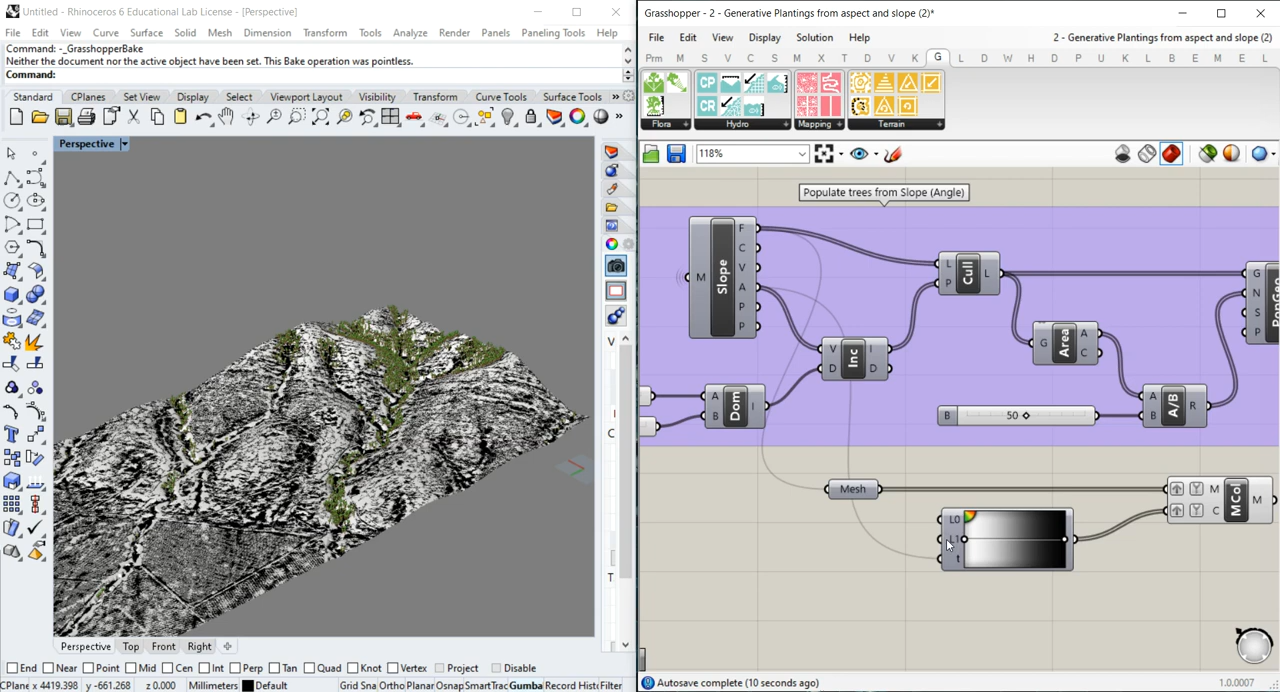 Untitled - Rhinoceros 6 Educational Lab License - [Perspective]
File Edit View Curve Surface Solid Mesh Dimension Transform Tools Analyze Render Panels Paneling Tools Help
Command: -_GrasshopperBake
Neither the document nor the active object have been set. This Bake operation was pointless.
Command:
Standard CPlanes Set View Display Select Viewport Layout Visibility Transform Curve Tools Surface Tools »
Perspective
V
I
C
I
T
Perspective Top Front Right
End Near Point Mid Cen Int Perp Tan Quad Knot Vertex Project Disable
CPlane x 4419.398 y -661.268 z 0.000 Millimeters Default Grid Sna Ortho Planar Osnap SmartTrac Gumba Record Histo Filter
Grasshopper - 2 - Generative Plantings from aspect and slope (2)*
File Edit View Display Solution Help 2 - Generative Plantings from aspect and slope (2)
Prm M S V C S M X T D V K G L D W H D P U K L B E M E L
CP
CR
Flora Hydro Mapping Terrain
118%
Populate trees from Slope (Angle)
M Slope F C V A P P
Cull L P L
PopGeo G N S P
Area G A C
Inc V D I D
Dom A B I
B 50
A/B A B R
Mesh
MCol M C M
L0
L1
t
Autosave complete (10 seconds ago) 1.0.0007